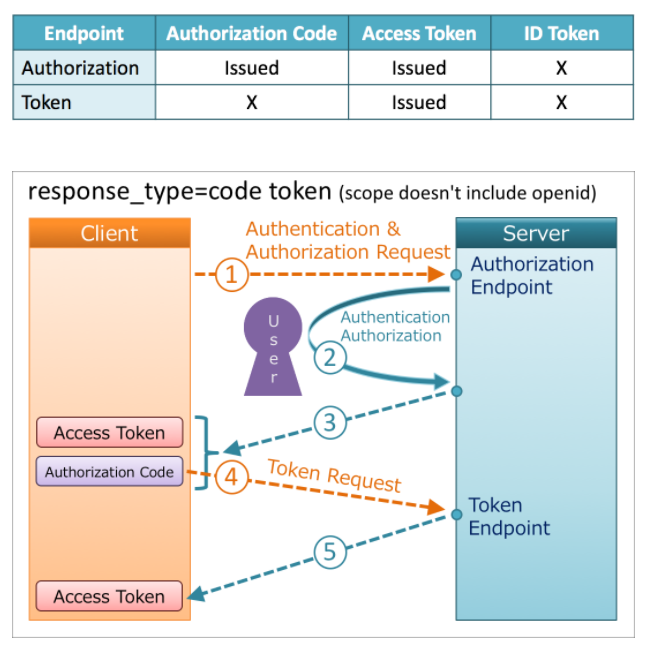 Endpoint Authorization Code Access Token ID Token
Authorization Issued Issued X
Token X Issued X
response_type=code token (scope doesn't include openid)
Client
Server
Authentication &
Authorization Request
1
Authorization
Endpoint
User
Authentication
Authorization
2
3
Access Token
Authorization Code
4
Token Request
Token
Endpoint
5
Access Token